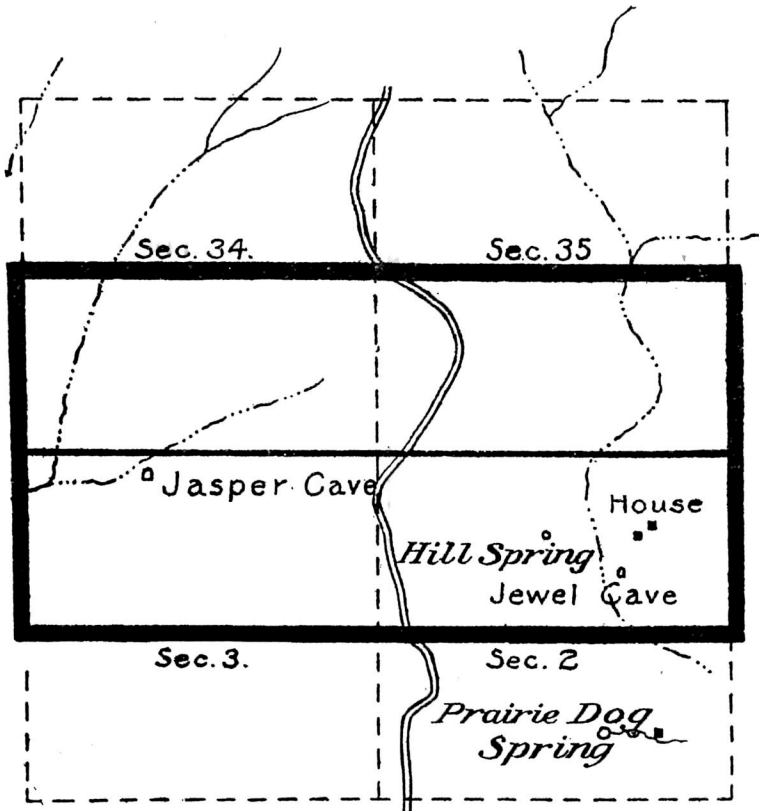 Sec. 34.
Sec. 35
Jasper Cave
House
Hill Spring
Jewel Cave
Sec. 3.
Sec. 2
Prairie Dog
Spring